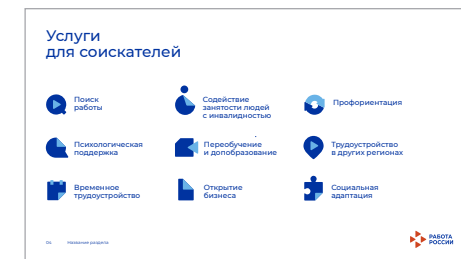 Услуги
для соискателей
Поиск
работы
Содействие
занятости людей
с инвалидностью
Профориентация
Психологическая
поддержка
Переобучение
и допобразование
Трудоустройство
в других регионах
Временное
трудоустройство
Открытие
бизнеса
Социальная
адаптация
04. Название раздела
РАБОТА
РОССИИ